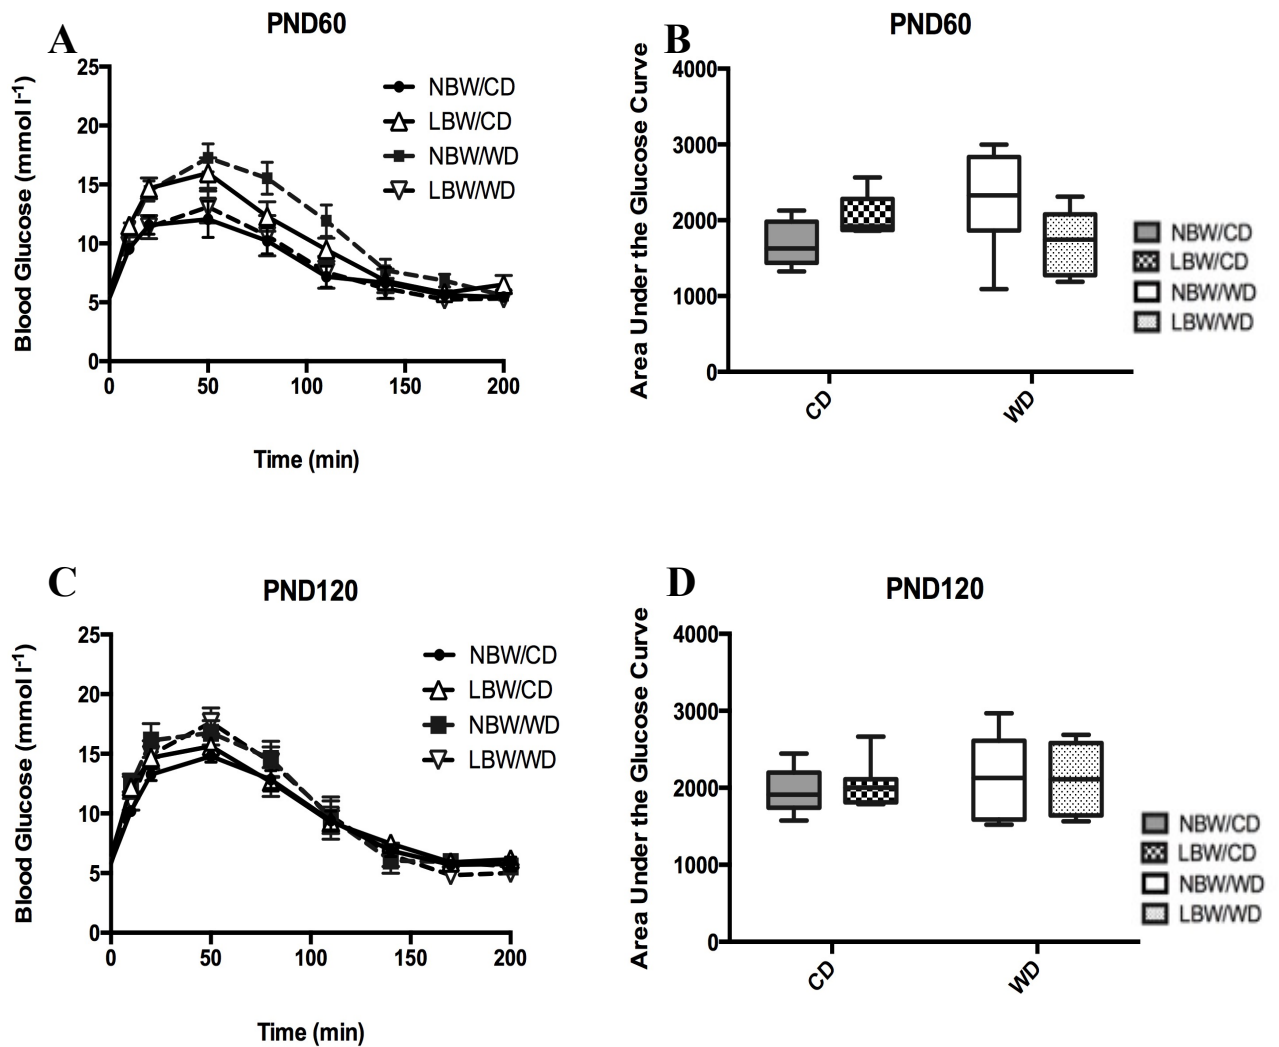 A
PND60
Blood Glucose (mmol l-1)
25
20
15
10
5
0
0 50 100 150 200
Time (min)
NBW/CD
LBW/CD
NBW/WD
LBW/WD
B
PND60
Area Under the Glucose Curve
4000
3000
2000
1000
0
CD WD
NBW/CD
LBW/CD
NBW/WD
LBW/WD
C
PND120
Blood Glucose (mmol l-1)
25
20
15
10
5
0
0 50 100 150 200
Time (min)
NBW/CD
LBW/CD
NBW/WD
LBW/WD
D
PND120
Area Under the Glucose Curve
4000
3000
2000
1000
0
CD WD
NBW/CD
LBW/CD
NBW/WD
LBW/WD